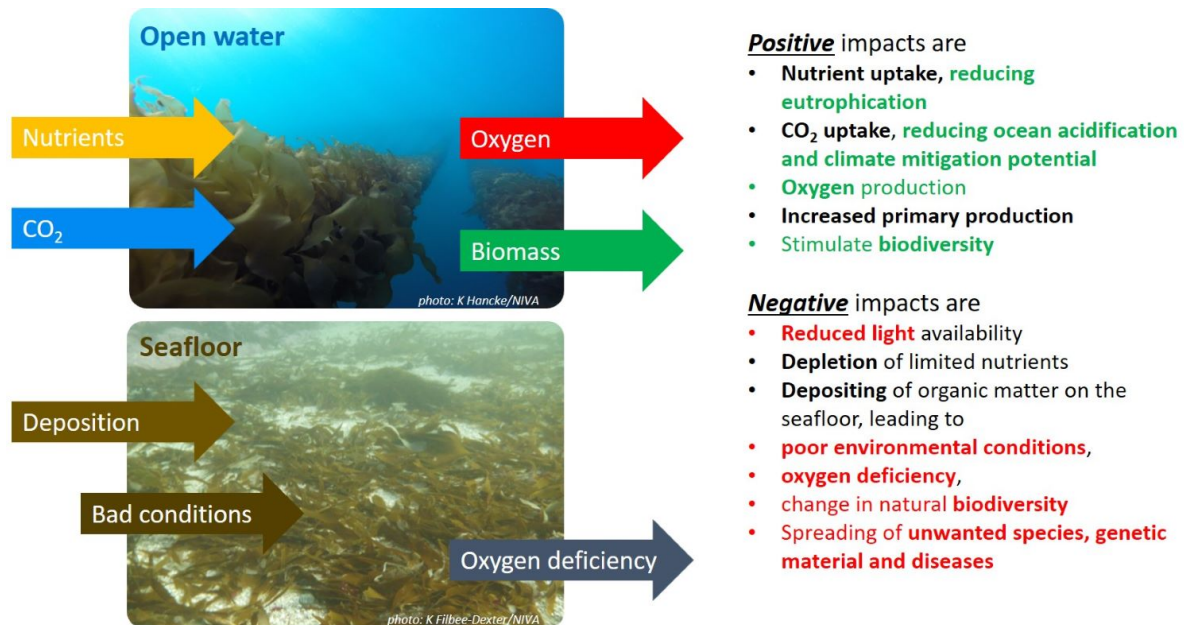 Open water
Nutrients
CO₂
Oxygen
Biomass
photo: K Hancke/NIVA
Seafloor
Deposition
Bad conditions
Oxygen deficiency
photo: K Filbee-Dexter/NIVA
Positive impacts are
• Nutrient uptake, reducing
eutrophication
• CO₂ uptake, reducing ocean acidification
and climate mitigation potential
• Oxygen production
• Increased primary production
• Stimulate biodiversity
Negative impacts are
• Reduced light availability
• Depletion of limited nutrients
• Depositing of organic matter on the
seafloor, leading to
• poor environmental conditions,
• oxygen deficiency,
• change in natural biodiversity
• Spreading of unwanted species, genetic
material and diseases